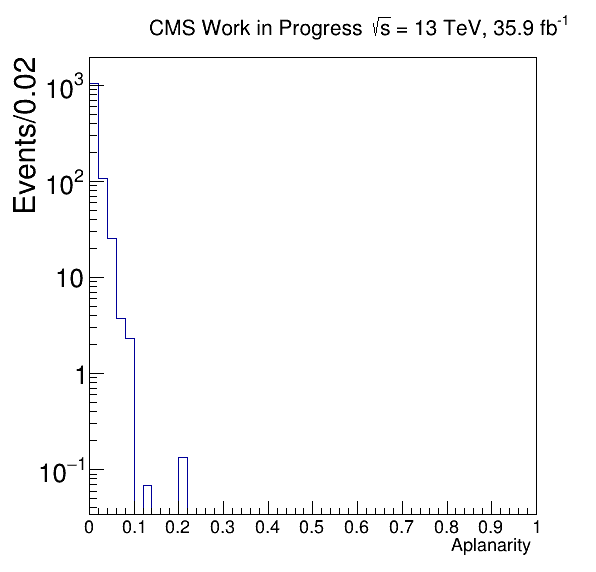 CMS Work in Progress √s = 13 TeV, 35.9 fb⁻¹
Events/0.02
10³
10²
10
1
10⁻¹
0 0.1 0.2 0.3 0.4 0.5 0.6 0.7 0.8 0.9 1
Aplanarity